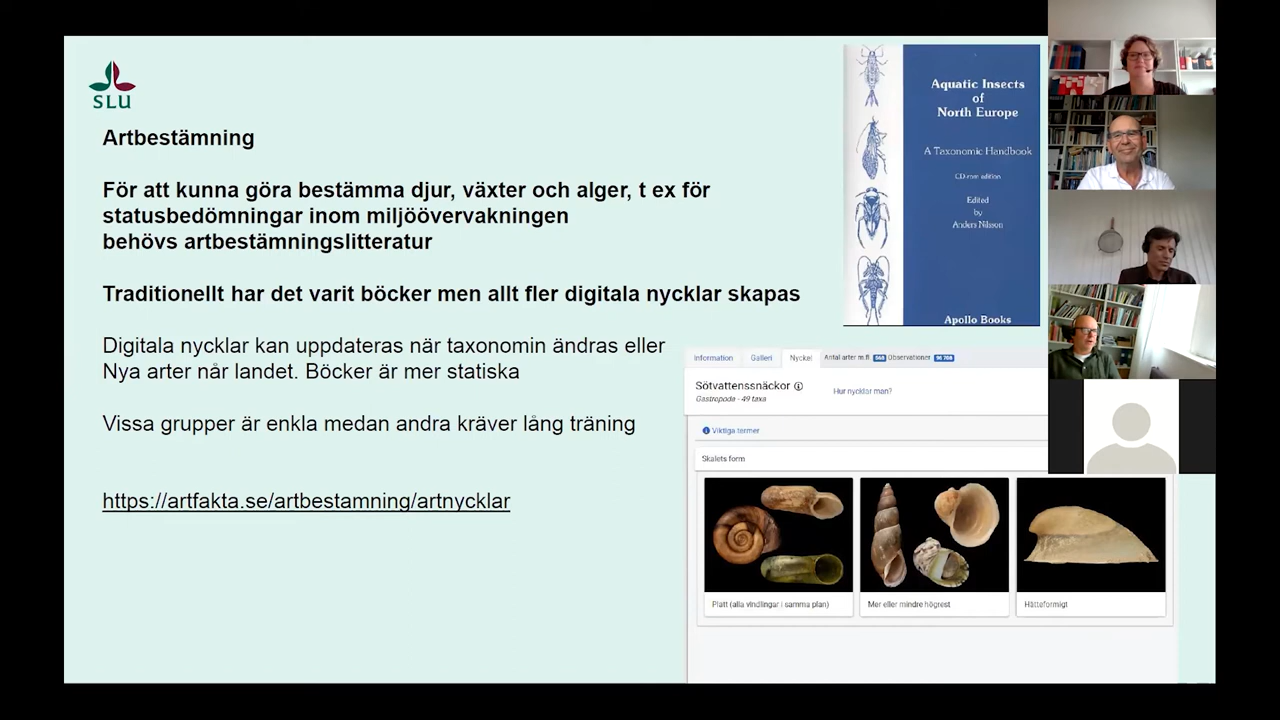 SLU
Artbestämning
För att kunna göra bestämma djur, växter och alger, t ex för
statusbedömningar inom miljöövervakningen
behövs artbestämningslitteratur
Traditionellt har det varit böcker men allt fler digitala nycklar skapas
Digitala nycklar kan uppdateras när taxonomin ändras eller
Nya arter når landet. Böcker är mer statiska
Vissa grupper är enkla medan andra kräver lång träning
https://artfakta.se/artbestamning/artnycklar
Aquatic Insects
of
North Europe
A Taxonomic Handbook
CD-rom edition
Edited
by
Anders Nilsson
Apollo Books
Information Galleri Nyckel Antal arter m.fl. 568 Observationer
Sötvattenssnäckor
Gastropoda - 49 taxa
Hur nycklar man?
Viktiga termer
Skalets form
Platt (alla vindlingar i samma plan)
Mer eller mindre högrest
Hätteformigt